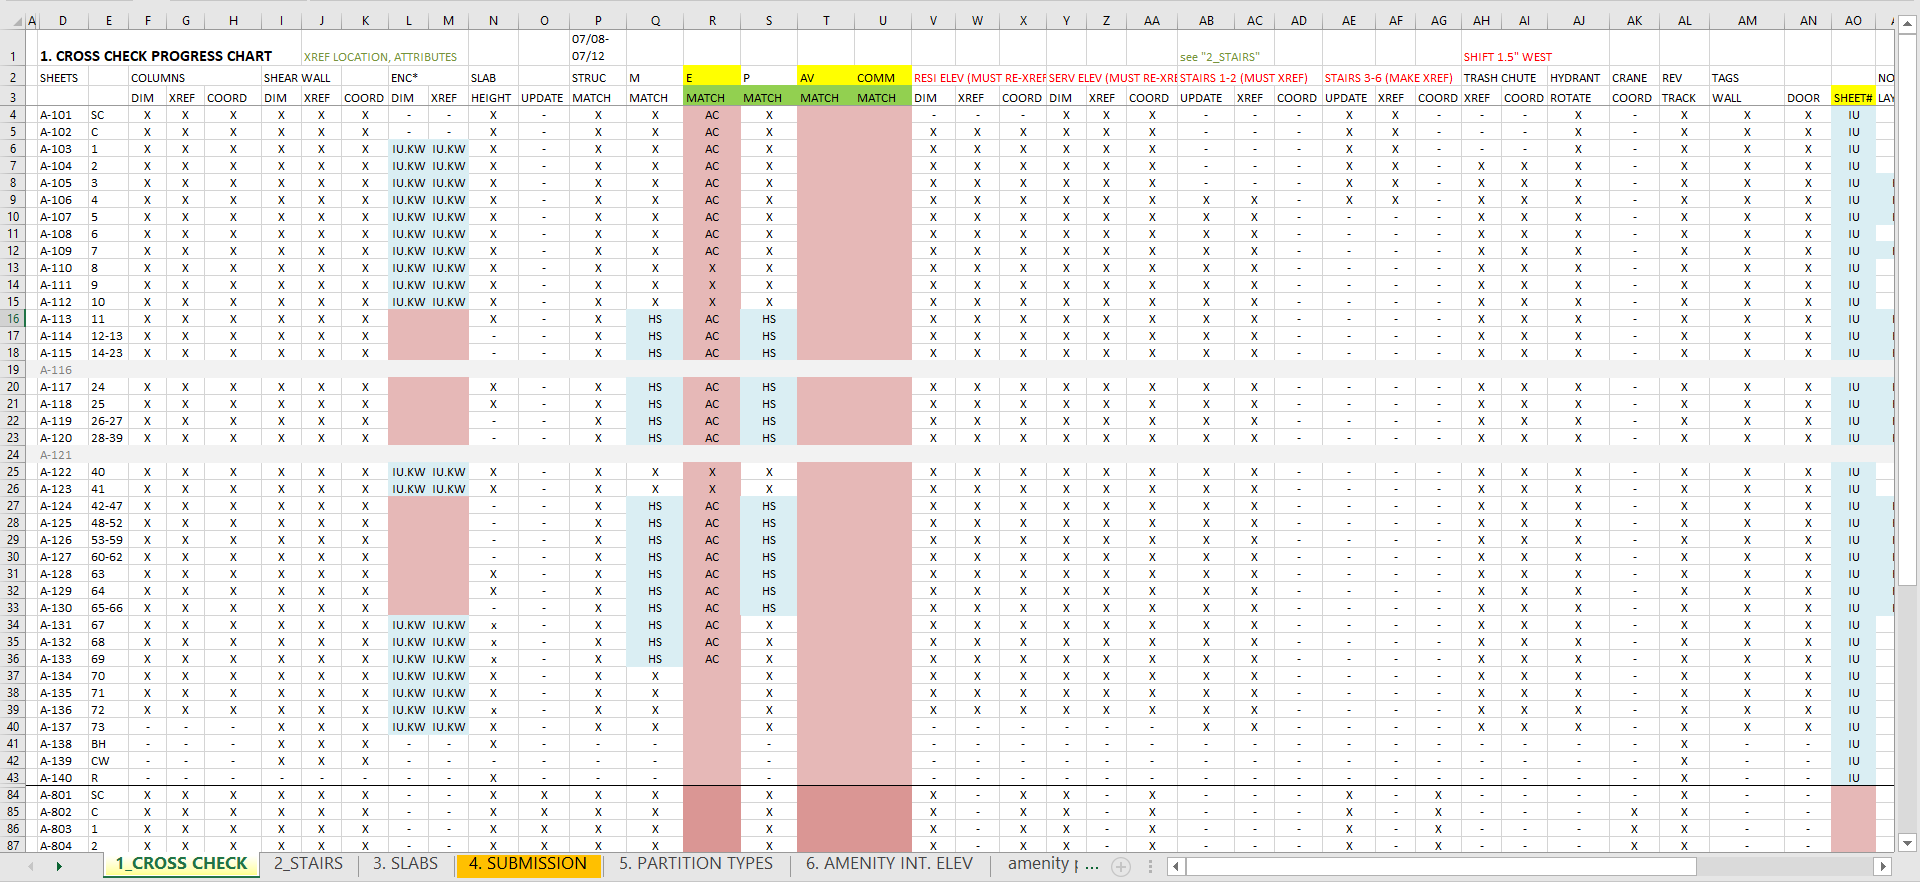 A D E F G H I J K L M N O P Q R S T U V W X Y Z AA AB AC AD AE AF AG AH AI AJ AK AL AM AN AO
07/08-
1 1. CROSS CHECK PROGRESS CHART XREF LOCATION, ATTRIBUTES 07/12 see "2_STAIRS" SHIFT 1.5" WEST
2 SHEETS COLUMNS SHEAR WALL ENC* SLAB STRUC M E P AV COMM RESI ELEV (MUST RE-XREF SERV ELEV (MUST RE-XRE STAIRS 1-2 (MUST XREF) STAIRS 3-6 (MAKE XREF) TRASH CHUTE HYDRANT CRANE REV TAGS NO
3 DIM XREF COORD DIM XREF COORD DIM XREF HEIGHT UPDATE MATCH MATCH MATCH MATCH MATCH MATCH DIM XREF COORD DIM XREF COORD UPDATE XREF COORD UPDATE XREF COORD XREF COORD ROTATE COORD TRACK WALL DOOR SHEET# LAY
4 A-101 SC X X X X X X - - X - X X AC X - - - X X X - - - X X - - - X - X X X IU
5 A-102 C X X X X X X - - X - X X AC X X X X X X X - - - X X - - - X - X X X IU
6 A-103 1 X X X X X X IU.KW IU.KW X - X X AC X X X X X X X - - - X X - - - X - X X X IU
7 A-104 2 X X X X X X IU.KW IU.KW X - X X AC X X X X X X X - - - X X - X X X - X X X IU
8 A-105 3 X X X X X X IU.KW IU.KW X - X X AC X X X X X X X - - - X X - X X X - X X X IU
9 A-106 4 X X X X X X IU.KW IU.KW X - X X AC X X X X X X X X X - X X - X X X - X X X IU
10 A-107 5 X X X X X X IU.KW IU.KW X - X X AC X X X X X X X X X - - - - X X X - X X X IU
11 A-108 6 X X X X X X IU.KW IU.KW X - X X AC X X X X X X X X X - - - - X X X - X X X IU
12 A-109 7 X X X X X X IU.KW IU.KW X - X X AC X X X X X X X X X - - - - X X X - X X X IU
13 A-110 8 X X X X X X IU.KW IU.KW X - X X X X X X X X X X X X - - - - X X X - X X X IU
14 A-111 9 X X X X X X IU.KW IU.KW X - X X X X X X X X X X X X - - - - X X X - X X X IU
15 A-112 10 X X X X X X IU.KW IU.KW X - X X X X X X X X X X X X - - - - X X X - X X X IU
16 A-113 11 X X X X X X X - X HS AC HS X X X X X X X X - - - - X X X - X X X IU
17 A-114 12-13 X X X X X X - - X HS AC HS X X X X X X X X - - - - X X X - X X X IU
18 A-115 14-23 X X X X X X - - X HS AC HS X X X X X X X X - - - - X X X - X X X IU
19 A-116
20 A-117 24 X X X X X X X - X HS AC HS X X X X X X X X - - - - X X X - X X X IU
21 A-118 25 X X X X X X X - X HS AC HS X X X X X X X X - - - - X X X - X X X IU
22 A-119 26-27 X X X X X X - - X HS AC HS X X X X X X X X - - - - X X X - X X X IU
23 A-120 28-39 X X X X X X - - X HS AC HS X X X X X X X X - - - - X X X - X X X IU
24 A-121
25 A-122 40 X X X X X X IU.KW IU.KW X - X X X X X X X X X X X X - - - - X X X - X X X IU
26 A-123 41 X X X X X X IU.KW IU.KW X - X X X X X X X X X X X X - - - - X X X - X X X IU
27 A-124 42-47 X X X X X X - - X HS AC HS X X X X X X X X - - - - X X X - X X X IU
28 A-125 48-52 X X X X X X - - X HS AC HS X X X X X X X X - - - - X X X - X X X IU
29 A-126 53-59 X X X X X X - - X HS AC HS X X X X X X X X - - - - X X X - X X X IU
30 A-127 60-62 X X X X X X - - X HS AC HS X X X X X X X X - - - - X X X - X X X IU
31 A-128 63 X X X X X X X - X HS AC HS X X X X X X X X - - - - X X X - X X X IU
32 A-129 64 X X X X X X X - X HS AC HS X X X X X X X X - - - - X X X - X X X IU
33 A-130 65-66 X X X X X X - - X HS AC HS X X X X X X X X - - - - X X X - X X X IU
34 A-131 67 X X X X X X IU.KW IU.KW x - X HS AC X X X X X X X X X - - - - X X X - X X X IU
35 A-132 68 X X X X X X IU.KW IU.KW x - X HS AC X X X X X X X X X - - - - X X X - X X X IU
36 A-133 69 X X X X X X IU.KW IU.KW x - X HS AC X X X X X X X X X - - - - X X X - X X X IU
37 A-134 70 X X X X X X IU.KW IU.KW x - X X X X X X X X X X X - - - - X X X - X X X IU
38 A-135 71 X X X X X X IU.KW IU.KW x - X X X X X X X X X X X - - - - X X X - X X X IU
39 A-136 72 X X X X X X IU.KW IU.KW x - X X X X X X X X X X X - - - - X X X - X X X IU
40 A-137 73 - - - X X X IU.KW IU.KW X - X X X - - - - - - X X - - - - X X X - X X X IU
41 A-138 BH - - - X X X - - X - - - - - - - - - - - - - - - - - - - - X - - IU
42 A-139 CW - - - X X X - - - - - - - - - - - - - - - - - - - - - - - X - - IU
43 A-140 R - - - - - - - - X - - - - - - - - - - - - - - - - - - - - X - - IU
84 A-801 SC X X X X X X - - X X X X X X - X X - X - - - X - X - - - - X - -
85 A-802 C X X X X X X - - X X X X X X - X X - X - - - X - X - - - X X - -
86 A-803 1 X X X X X X - - X X X X X X - X X - X - - - X - X - - - X X - -
87 A-804 2 X X X X X X - - X X X X X X - X X - X - - - X - X - - - X X - -
1_CROSS CHECK 2_STAIRS 3. SLABS 4. SUBMISSION 5. PARTITION TYPES 6. AMENITY INT. ELEV amenity p ...